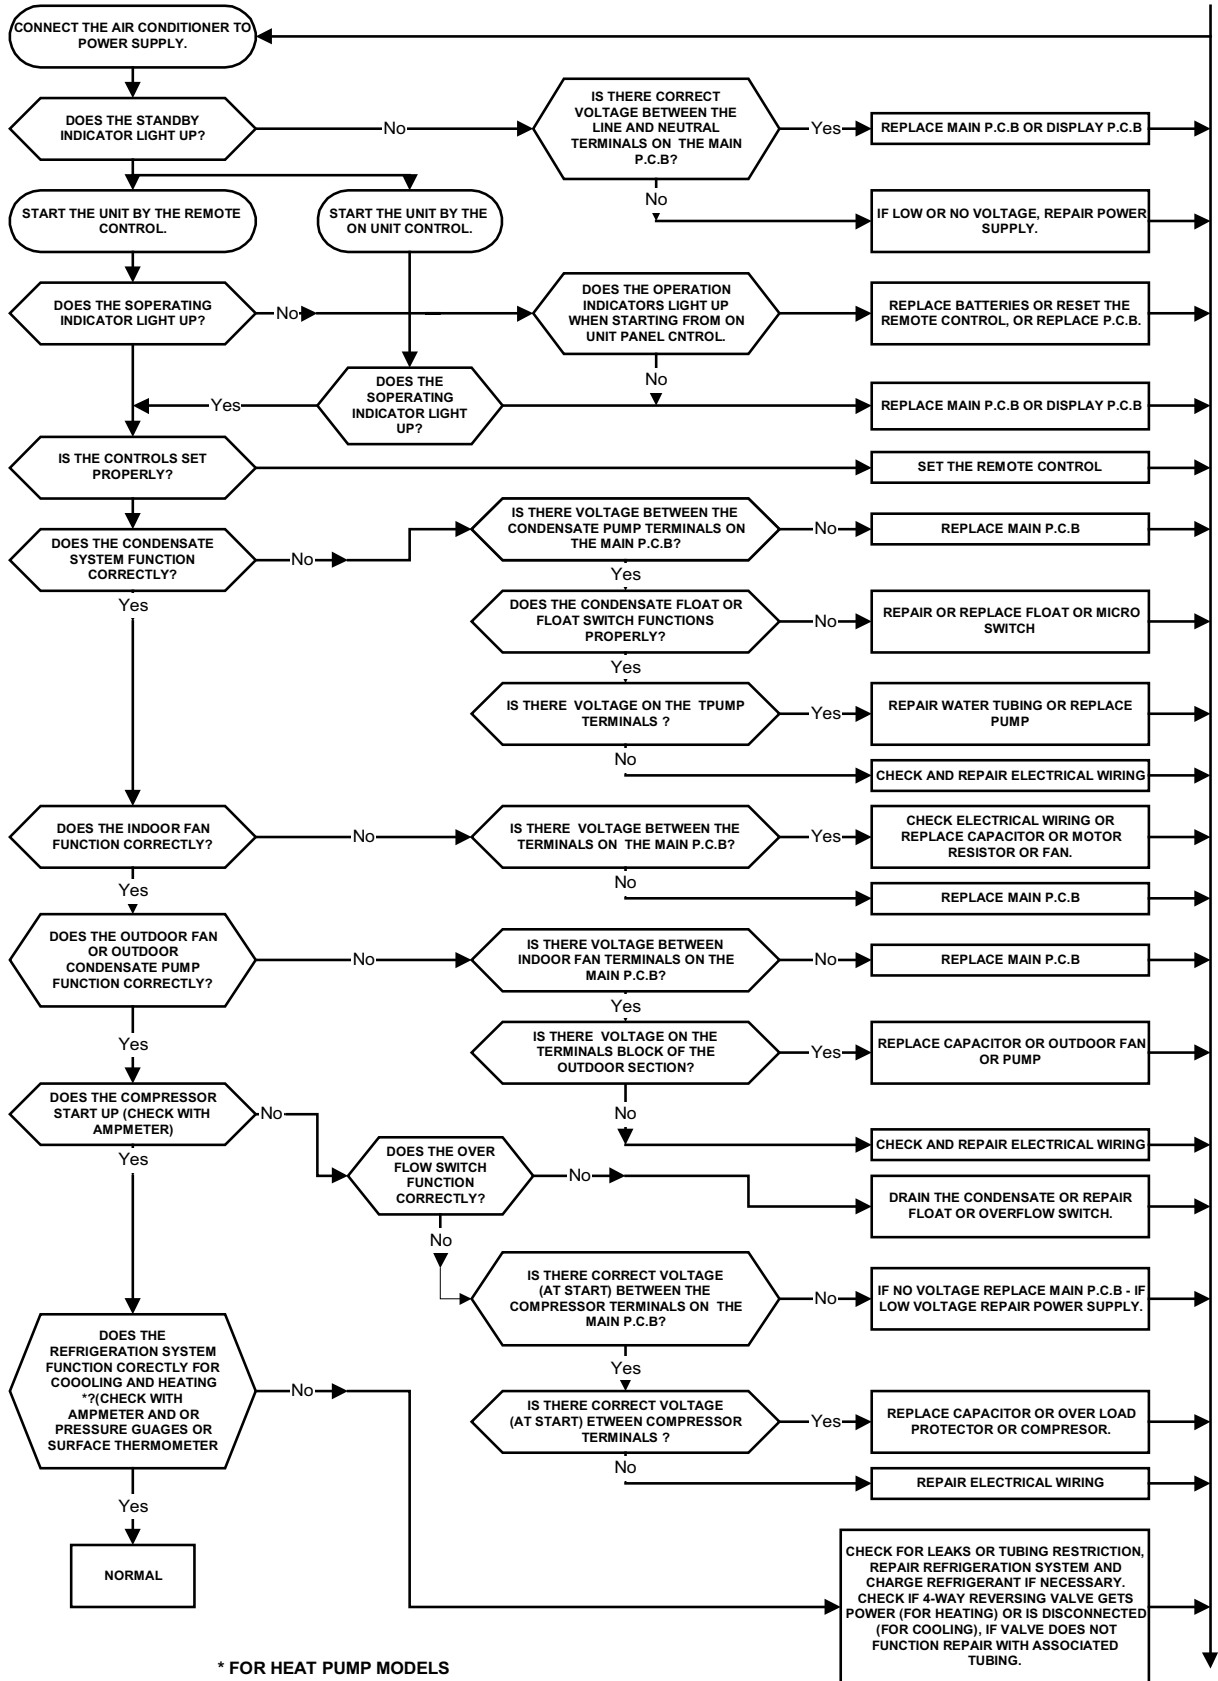 CONNECT THE AIR CONDITIONER TO
POWER SUPPLY.
DOES THE STANDBY
INDICATOR LIGHT UP?
No
IS THERE CORRECT
VOLTAGE BETWEEN THE
LINE AND NEUTRAL
TERMINALS ON THE MAIN
P.C.B?
Yes
REPLACE MAIN P.C.B OR DISPLAY P.C.B
No
IF LOW OR NO VOLTAGE, REPAIR POWER
SUPPLY.
START THE UNIT BY THE REMOTE
CONTROL.
START THE UNIT BY THE
ON UNIT CONTROL.
DOES THE SOPERATING
INDICATOR LIGHT UP?
No
DOES THE OPERATION
INDICATORS LIGHT UP
WHEN STARTING FROM ON
UNIT PANEL CNTROL.
REPLACE BATTERIES OR RESET THE
REMOTE CONTROL, OR REPLACE P.C.B.
No
DOES THE
SOPERATING
INDICATOR LIGHT
UP?
Yes
REPLACE MAIN P.C.B OR DISPLAY P.C.B
IS THE CONTROLS SET
PROPERLY?
SET THE REMOTE CONTROL
DOES THE CONDENSATE
SYSTEM FUNCTION
CORRECTLY?
No
IS THERE VOLTAGE BETWEEN THE
CONDENSATE PUMP TERMINALS ON
THE MAIN P.C.B?
No
REPLACE MAIN P.C.B
Yes
Yes
DOES THE CONDENSATE FLOAT OR
FLOAT SWITCH FUNCTIONS
PROPERLY?
No
REPAIR OR REPLACE FLOAT OR MICRO
SWITCH
Yes
IS THERE VOLTAGE ON THE TPUMP
TERMINALS ?
Yes
REPAIR WATER TUBING OR REPLACE
PUMP
No
CHECK AND REPAIR ELECTRICAL WIRING
DOES THE INDOOR FAN
FUNCTION CORRECTLY?
No
IS THERE VOLTAGE BETWEEN THE
TERMINALS ON THE MAIN P.C.B?
Yes
CHECK ELECTRICAL WIRING OR
REPLACE CAPACITOR OR MOTOR
RESISTOR OR FAN.
Yes
No
REPLACE MAIN P.C.B
DOES THE OUTDOOR FAN
OR OUTDOOR
CONDENSATE PUMP
FUNCTION CORRECTLY?
No
IS THERE VOLTAGE BETWEEN
INDOOR FAN TERMINALS ON THE
MAIN P.C.B?
No
REPLACE MAIN P.C.B
Yes
Yes
IS THERE VOLTAGE ON THE
TERMINALS BLOCK OF THE
OUTDOOR SECTION?
Yes
REPLACE CAPACITOR OR OUTDOOR FAN
OR PUMP
No
CHECK AND REPAIR ELECTRICAL WIRING
DOES THE COMPRESSOR
START UP (CHECK WITH
AMPMETER)
No
Yes
DOES THE OVER
FLOW SWITCH
FUNCTION
CORRECTLY?
No
DRAIN THE CONDENSATE OR REPAIR
FLOAT OR OVERFLOW SWITCH.
No
IS THERE CORRECT VOLTAGE
(AT START) BETWEEN THE
COMPRESSOR TERMINALS ON THE
MAIN P.C.B?
No
IF NO VOLTAGE REPLACE MAIN P.C.B - IF
LOW VOLTAGE REPAIR POWER SUPPLY.
Yes
DOES THE
REFRIGERATION SYSTEM
FUNCTION CORECTLY FOR
COOOLING AND HEATING
*?(CHECK WITH
AMPMETER AND OR
PRESSURE GUAGES OR
SURFACE THERMOMETER
No
IS THERE CORRECT VOLTAGE
(AT START) ETWEEN COMPRESSOR
TERMINALS ?
Yes
REPLACE CAPACITOR OR OVER LOAD
PROTECTOR OR COMPRESOR.
No
REPAIR ELECTRICAL WIRING
Yes
NORMAL
CHECK FOR LEAKS OR TUBING RESTRICTION,
REPAIR REFRIGERATION SYSTEM AND
CHARGE REFRIGERANT IF NECESSARY.
CHECK IF 4-WAY REVERSING VALVE GETS
POWER (FOR HEATING) OR IS DISCONNECTED
(FOR COOLING), IF VALVE DOES NOT
FUNCTION REPAIR WITH ASSOCIATED
TUBING.
* FOR HEAT PUMP MODELS